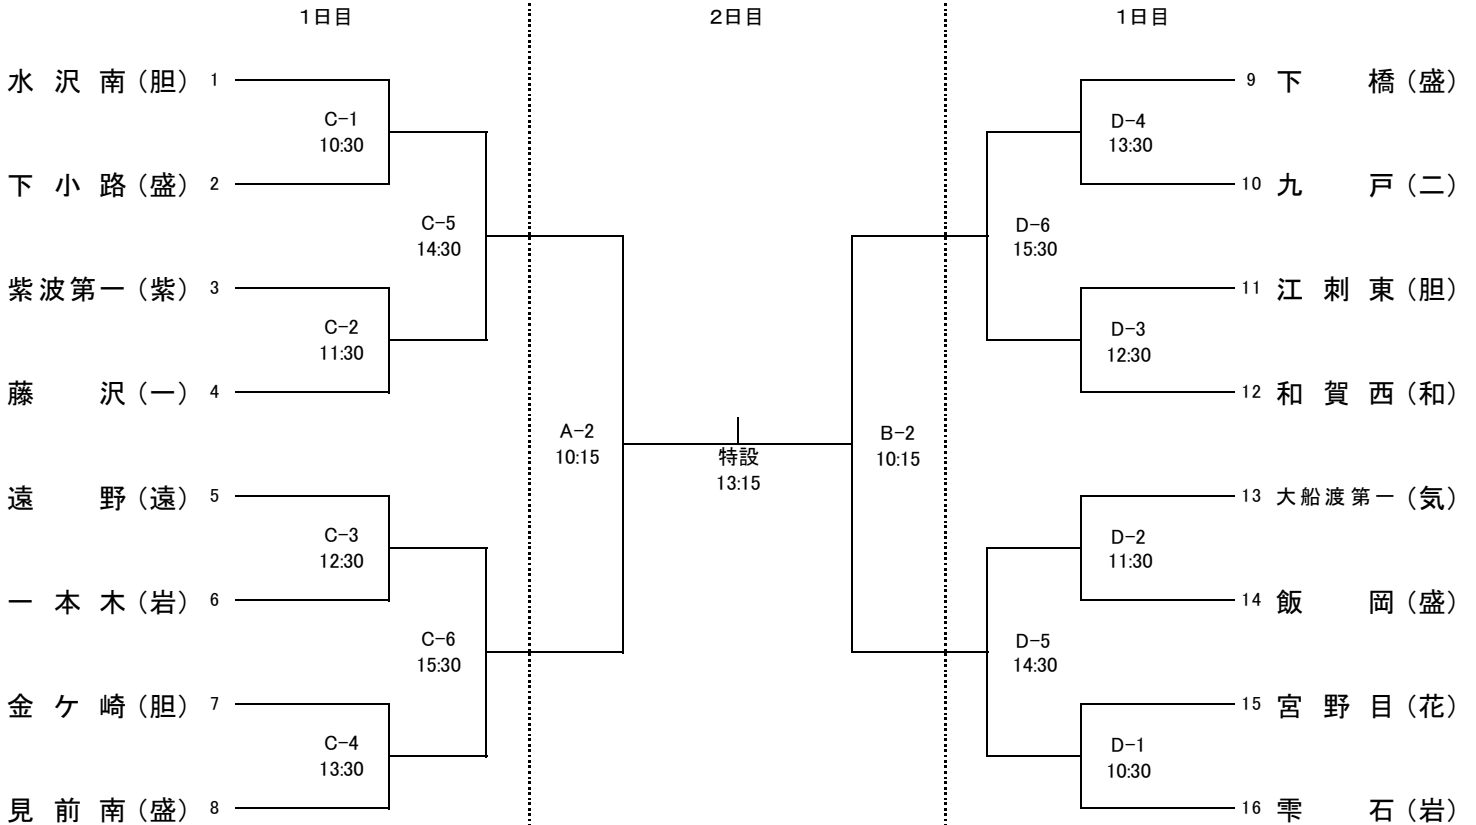 1日目 2日目 1日目
水沢南(胆) 1
C-1
10:30
下小路(盛) 2
C-5
14:30
紫波第一(紫) 3
C-2
11:30
藤沢(一) 4
A-2
10:15
遠野(遠) 5
C-3
12:30
一本木(岩) 6
C-6
15:30
金ケ崎(胆) 7
C-4
13:30
見前南(盛) 8
特設
13:15
9 下橋(盛)
D-4
13:30
10 九戸(二)
D-6
15:30
11 江刺東(胆)
D-3
12:30
12 和賀西(和)
B-2
10:15
13 大船渡第一(気)
D-2
11:30
14 飯岡(盛)
D-5
14:30
15 宮野目(花)
D-1
10:30
16 雫石(岩)